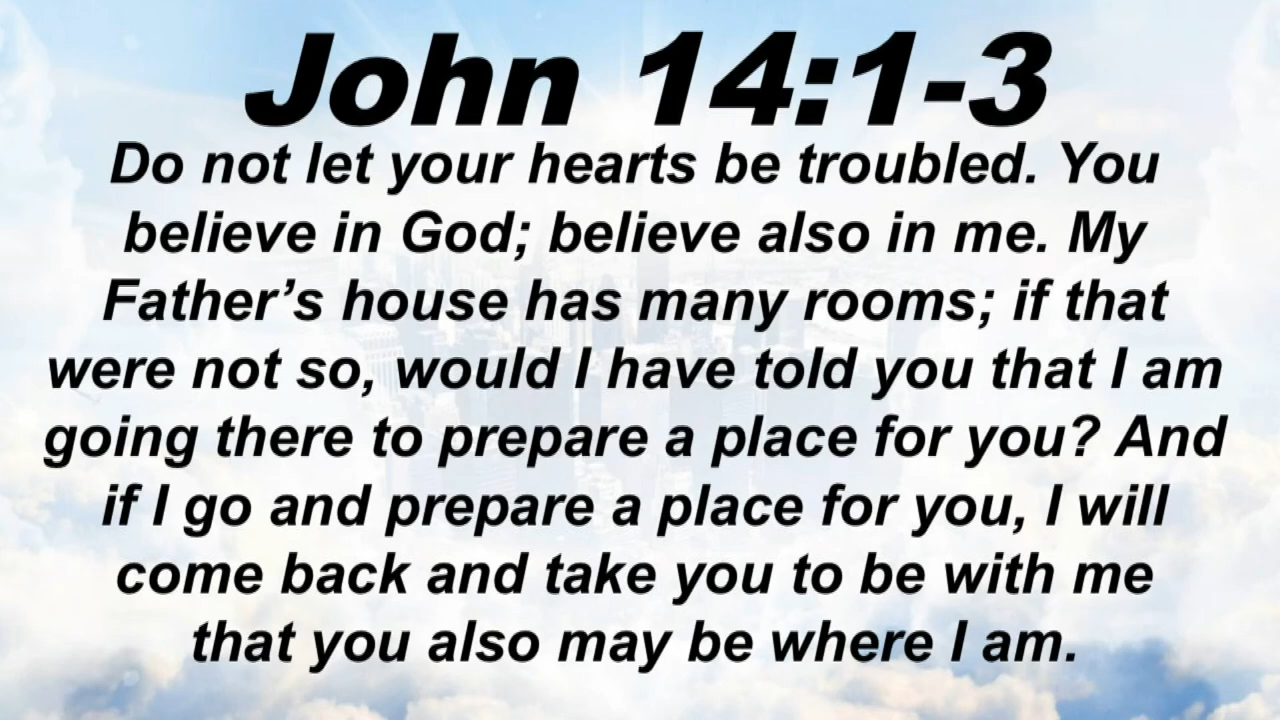 John 14:1-3
Do not let your hearts be troubled. You
believe in God; believe also in me. My
Father’s house has many rooms; if that
were not so, would I have told you that I am
going there to prepare a place for you? And
if I go and prepare a place for you, I will
come back and take you to be with me
that you also may be where I am.